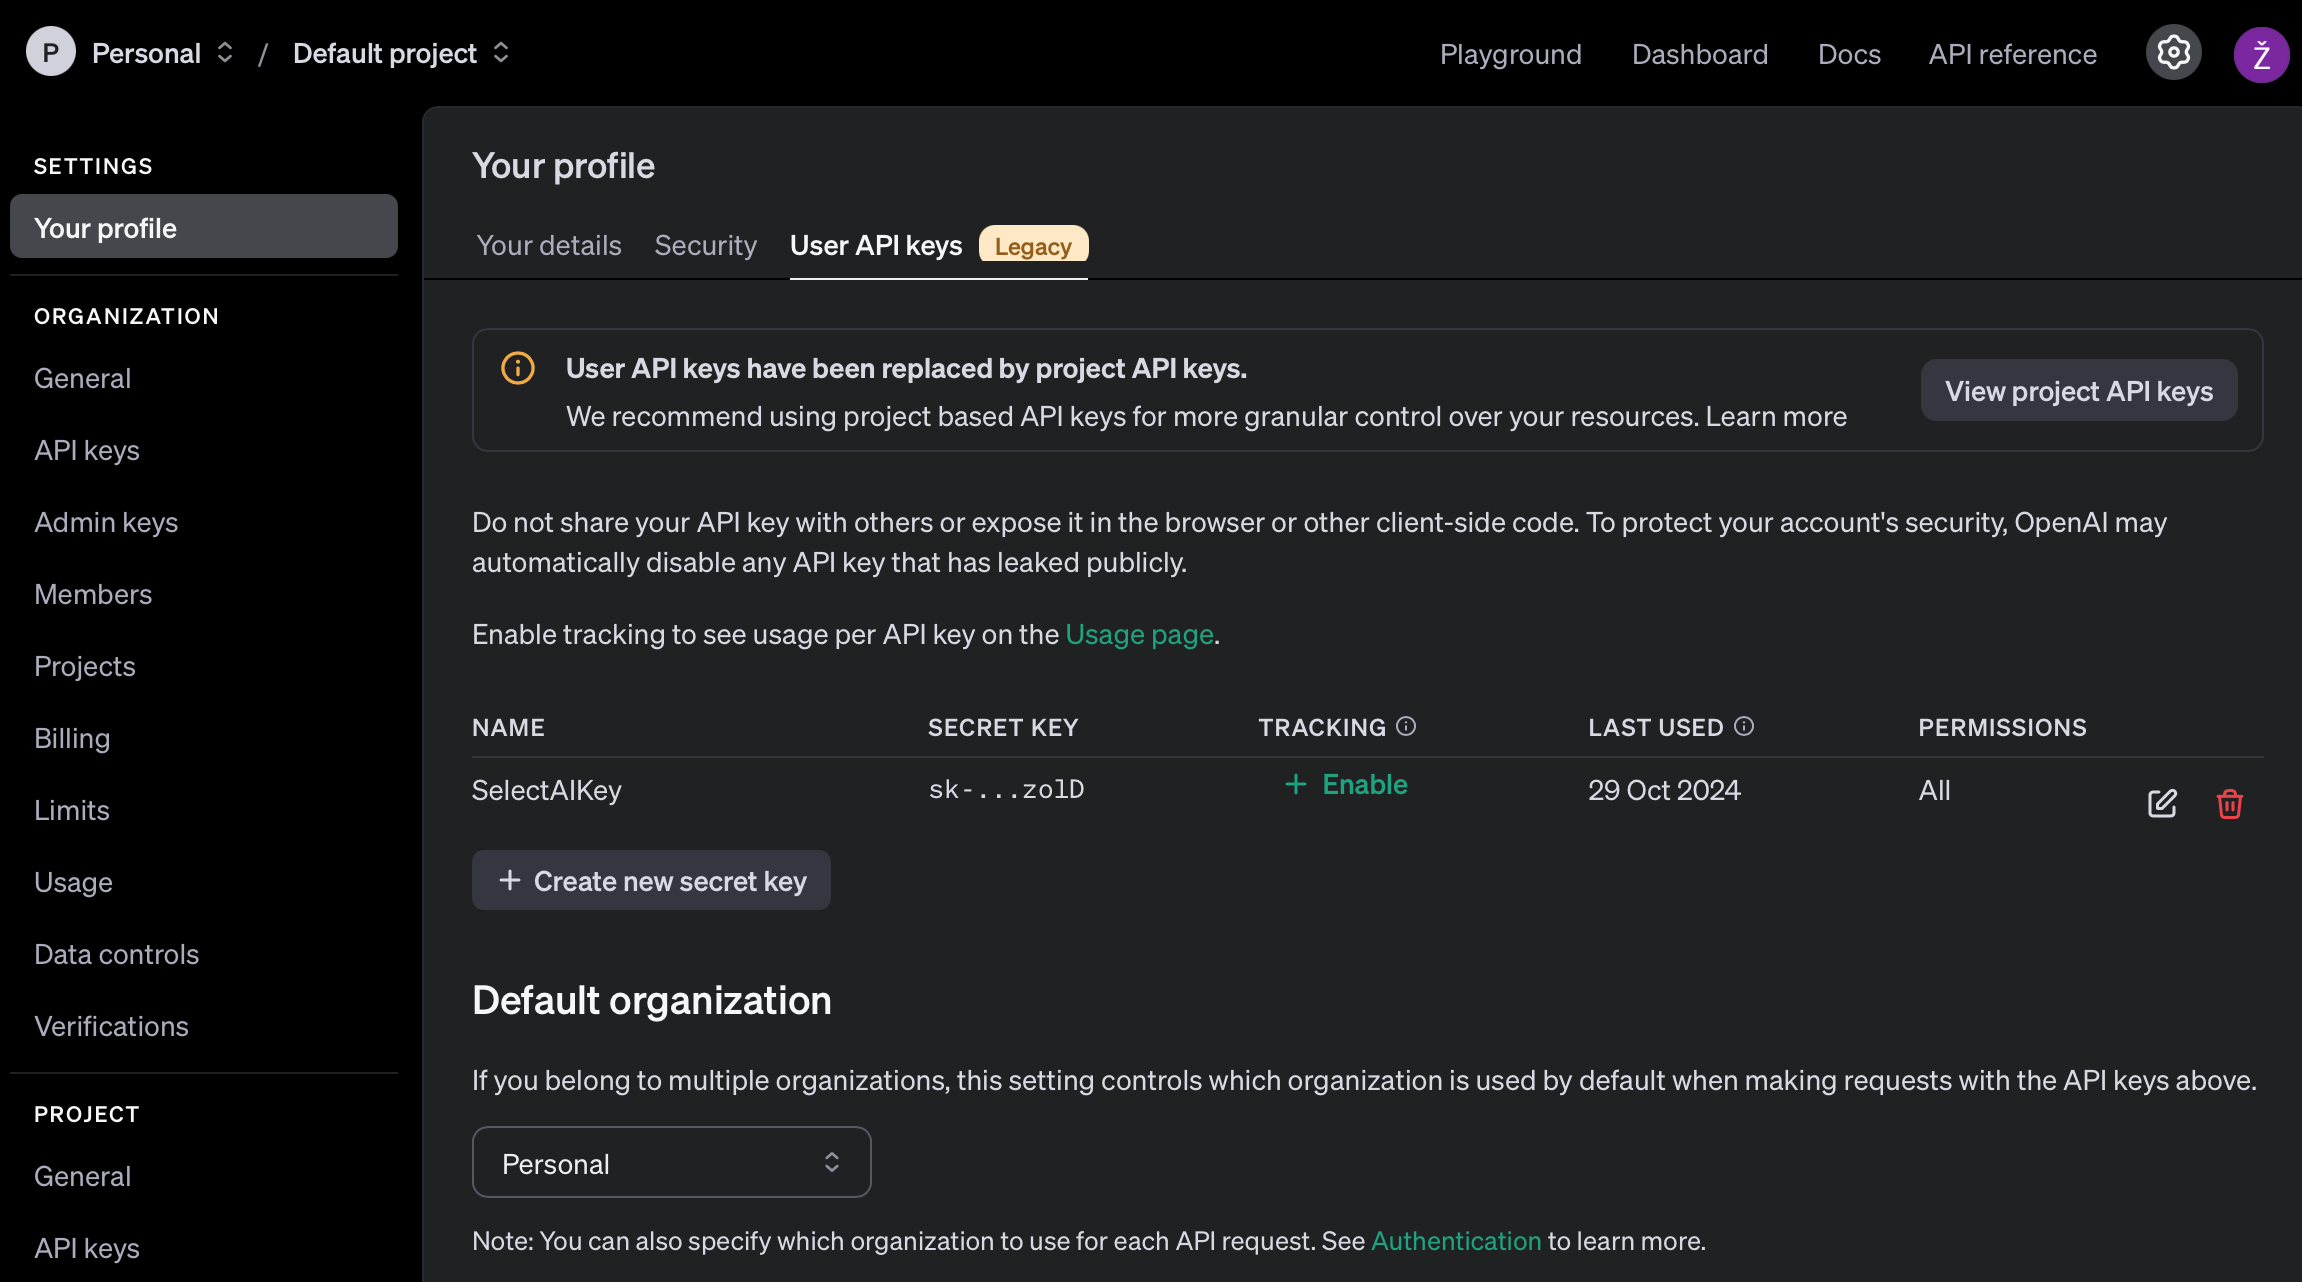 P Personal / Default project
Playground Dashboard Docs API reference Ž
SETTINGS
Your profile
ORGANIZATION
General
API keys
Admin keys
Members
Projects
Billing
Limits
Usage
Data controls
Verifications
PROJECT
General
API keys
Your profile
Your details Security User API keys Legacy
User API keys have been replaced by project API keys.
We recommend using project based API keys for more granular control over your resources. Learn more
View project API keys
Do not share your API key with others or expose it in the browser or other client-side code. To protect your account's security, OpenAI may
automatically disable any API key that has leaked publicly.
Enable tracking to see usage per API key on the Usage page.
NAME SECRET KEY TRACKING LAST USED PERMISSIONS
SelectAIKey sk-...zolD + Enable 29 Oct 2024 All
+ Create new secret key
Default organization
If you belong to multiple organizations, this setting controls which organization is used by default when making requests with the API keys above.
Personal
Note: You can also specify which organization to use for each API request. See Authentication to learn more.